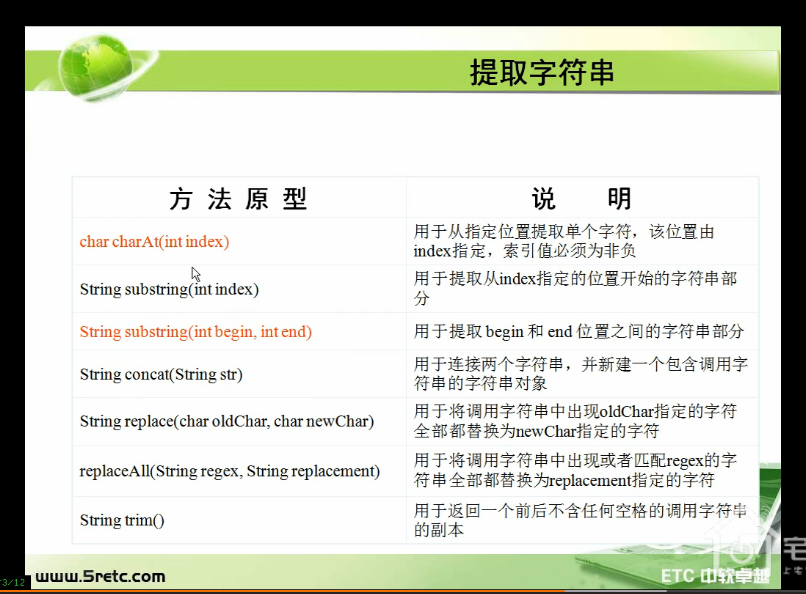 提取字符串
方 法 原 型
说 明
char charAt(int index)
用于从指定位置提取单个字符，该位置由
index指定，索引值必须为非负
String substring(int index)
用于提取从index指定的位置开始的字符串部
分
String substring(int begin, int end)
用于提取 begin 和 end 位置之间的字符串部分
String concat(String str)
用于连接两个字符串，并新建一个包含调用字
符串的字符串对象
String replace(char oldChar, char newChar)
用于将调用字符串中出现oldChar指定的字符
全部都替换为newChar指定的字符
replaceAll(String regex, String replacement)
用于将调用字符串中出现或者匹配regex的字
符串全部都替换为replacement指定的字符
String trim()
用于返回一个前后不含任何空格的调用字符串
的副本
宅
上宅
3/12
www.5retc.com
ETC 中软卓越